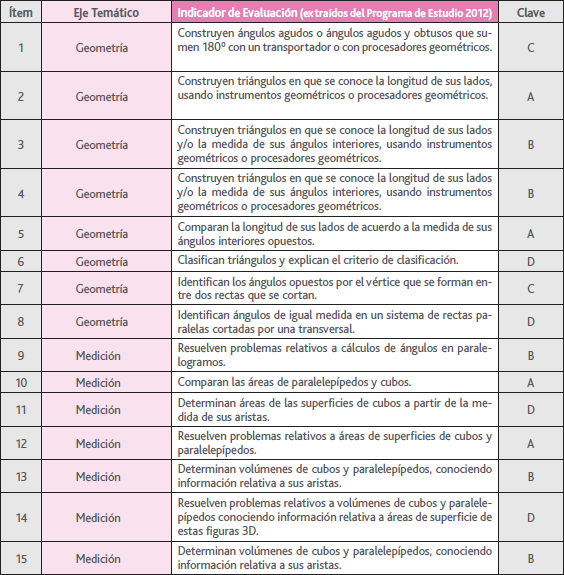 Ítem Eje Temático Indicador de Evaluación (extraídos del Programa de Estudio 2012) Clave
1 Geometría Construyen ángulos agudos o ángulos agudos y obtusos que su-
men 180º con un transportador o con procesadores geométricos. C
2 Geometría Construyen triángulos en que se conoce la longitud de sus lados,
usando instrumentos geométricos o procesadores geométricos. A
3 Geometría Construyen triángulos en que se conoce la longitud de sus lados
y/o la medida de sus ángulos interiores, usando instrumentos
geométricos o procesadores geométricos. B
4 Geometría Construyen triángulos en que se conoce la longitud de sus lados
y/o la medida de sus ángulos interiores, usando instrumentos
geométricos o procesadores geométricos. B
5 Geometría Comparan la longitud de sus lados de acuerdo a la medida de sus
ángulos interiores opuestos. A
6 Geometría Clasifican triángulos y explican el criterio de clasificación. D
7 Geometría Identifican los ángulos opuestos por el vértice que se forman en-
tre dos rectas que se cortan. C
8 Geometría Identifican ángulos de igual medida en un sistema de rectas pa-
ralelas cortadas por una transversal. D
9 Medición Resuelven problemas relativos a cálculos de ángulos en parale-
logramos. B
10 Medición Comparan las áreas de paralelepípedos y cubos. A
11 Medición Determinan áreas de las superficies de cubos a partir de la me-
dida de sus aristas. D
12 Medición Resuelven problemas relativos a áreas de superficies de cubos y
paralelepípedos. A
13 Medición Determinan volúmenes de cubos y paralelepípedos, conociendo
información relativa a sus aristas. B
14 Medición Resuelven problemas relativos a volúmenes de cubos y paralele-
pípedos conociendo información relativa a áreas de superficie de
estas figuras 3D. D
15 Medición Determinan volúmenes de cubos y paralelepípedos, conociendo
información relativa a sus aristas. B